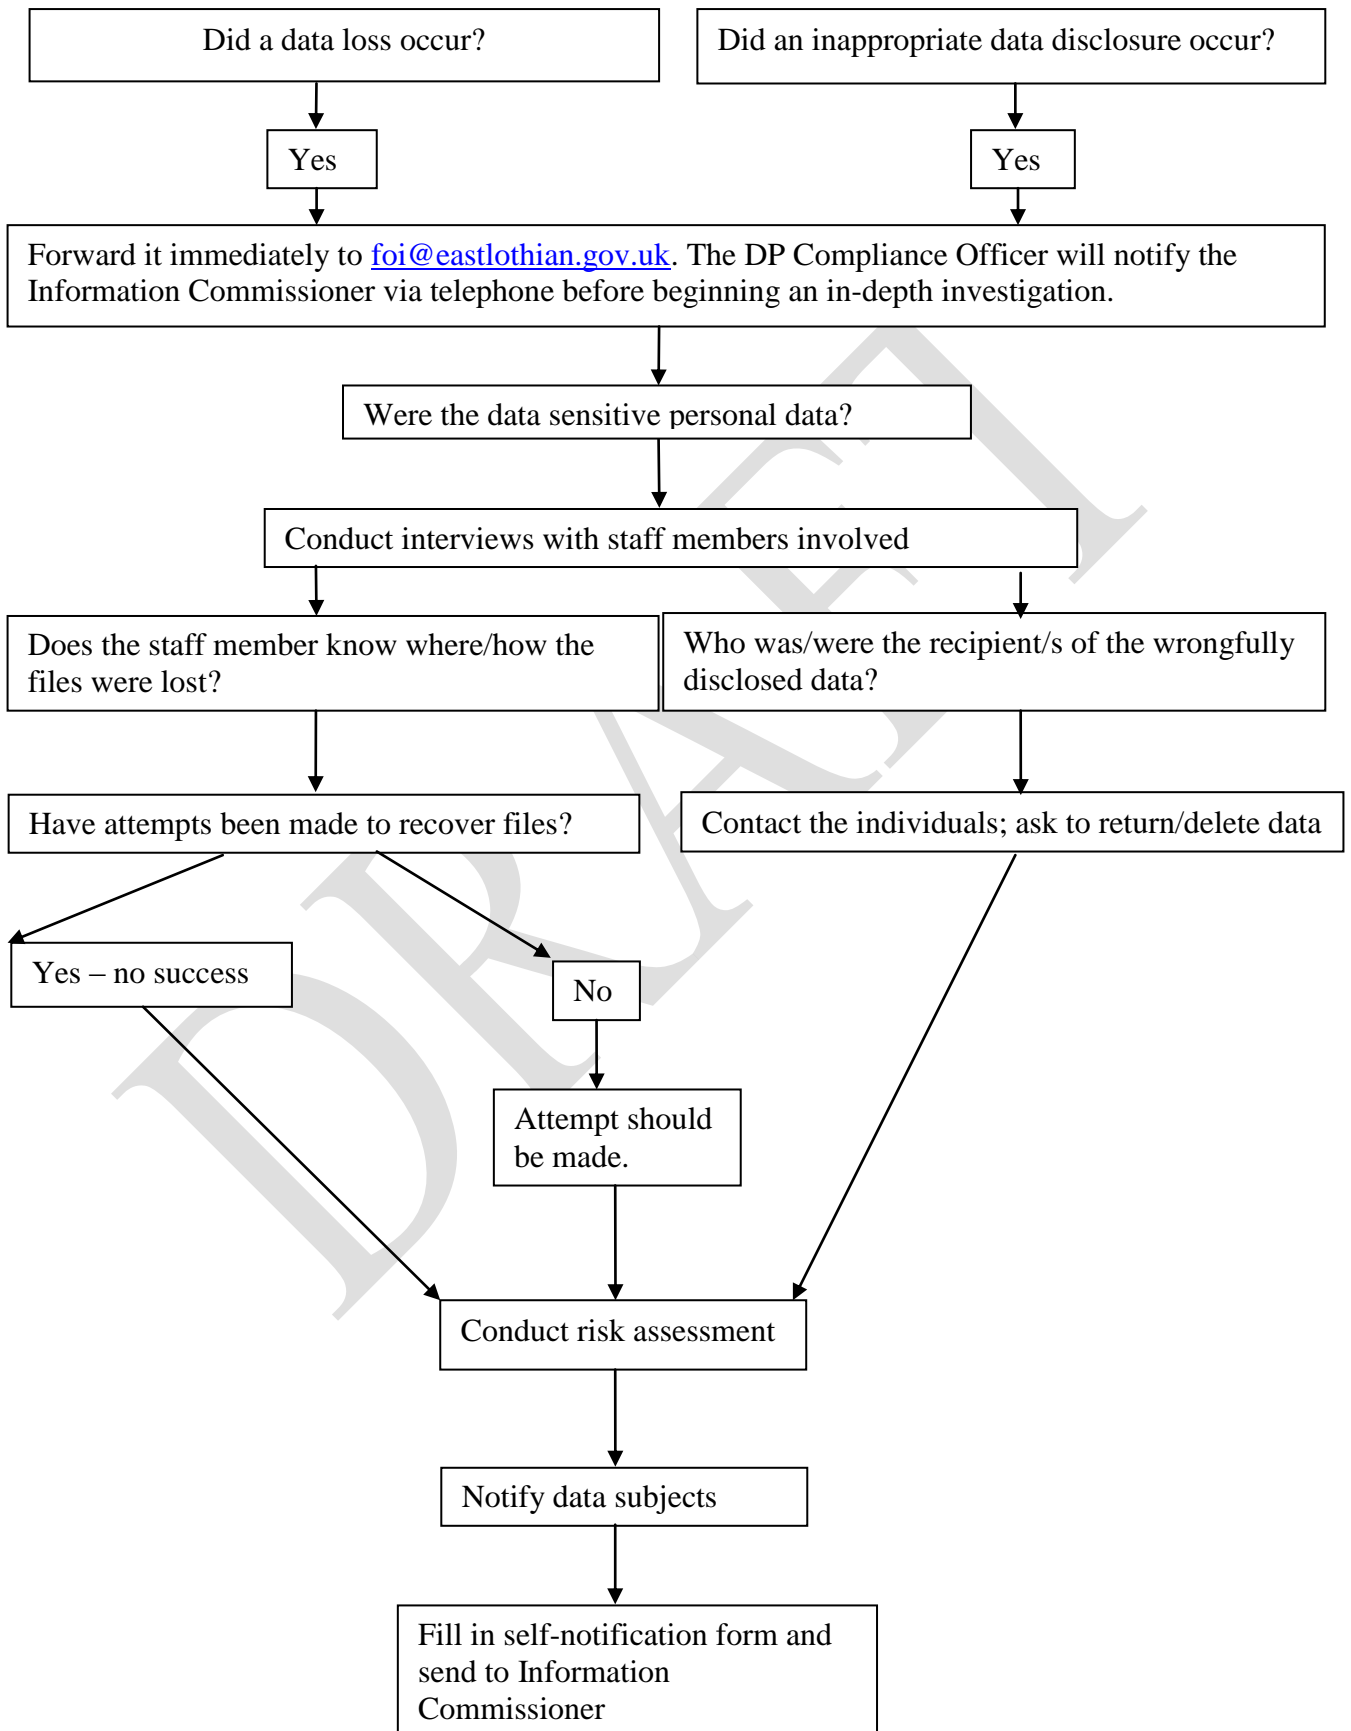 Did a data loss occur?
Did an inappropriate data disclosure occur?
Yes
Yes
Forward it immediately to foi@eastlothian.gov.uk. The DP Compliance Officer will notify the
Information Commissioner via telephone before beginning an in-depth investigation.
Were the data sensitive personal data?
Conduct interviews with staff members involved
Does the staff member know where/how the
files were lost?
Who was/were the recipient/s of the wrongfully
disclosed data?
Have attempts been made to recover files?
Contact the individuals; ask to return/delete data
Yes – no success
No
Attempt should
be made.
Conduct risk assessment
Notify data subjects
Fill in self-notification form and
send to Information
Commissioner
DRAFT